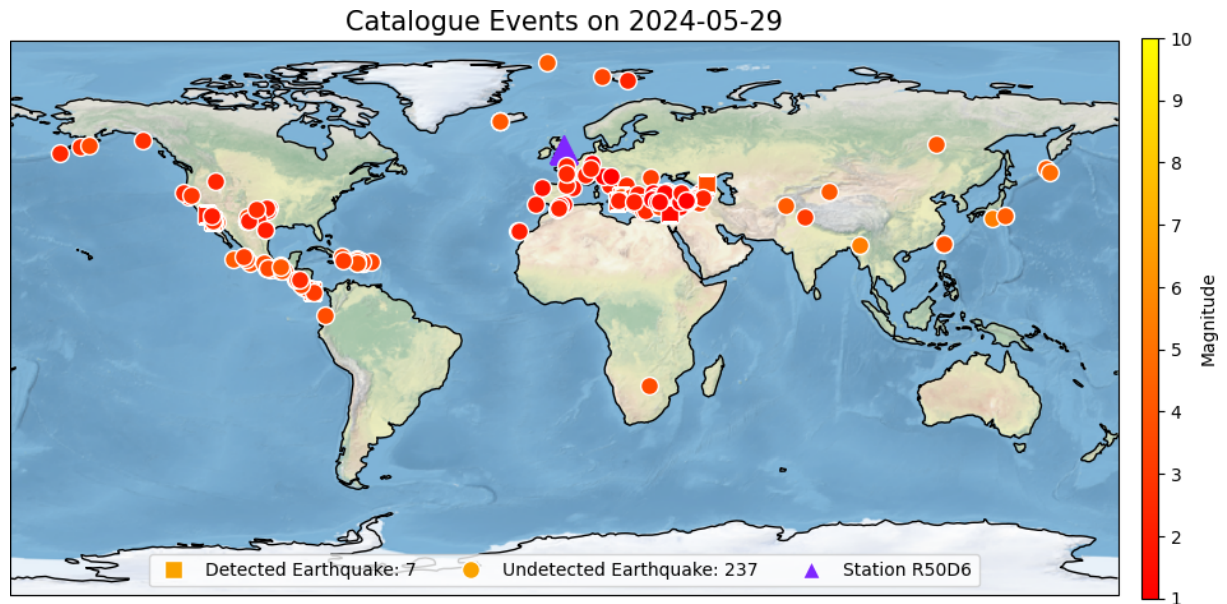 Catalogue Events on 2024-05-29
10
9
8
7
6
5
4
3
2
1
Magnitude
Detected Earthquake: 7
Undetected Earthquake: 237
Station R50D6